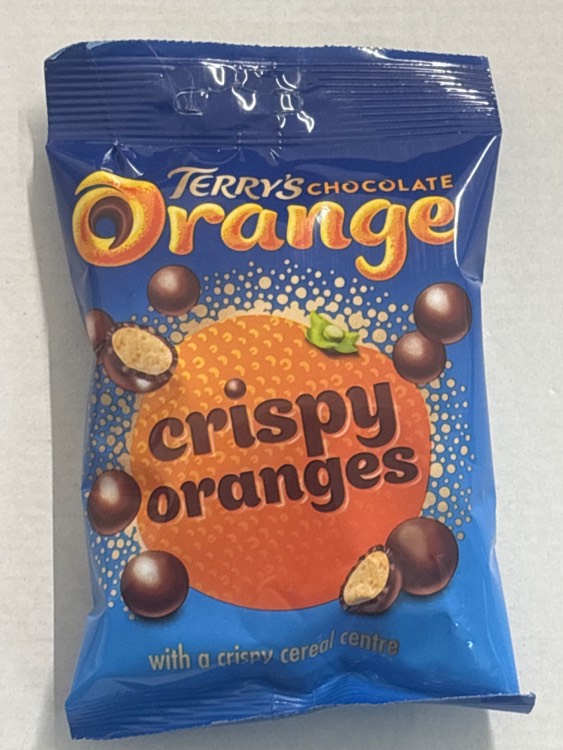 TERRY'S CHOCOLATE
Orange
crispy
oranges
with a crispy cereal centre